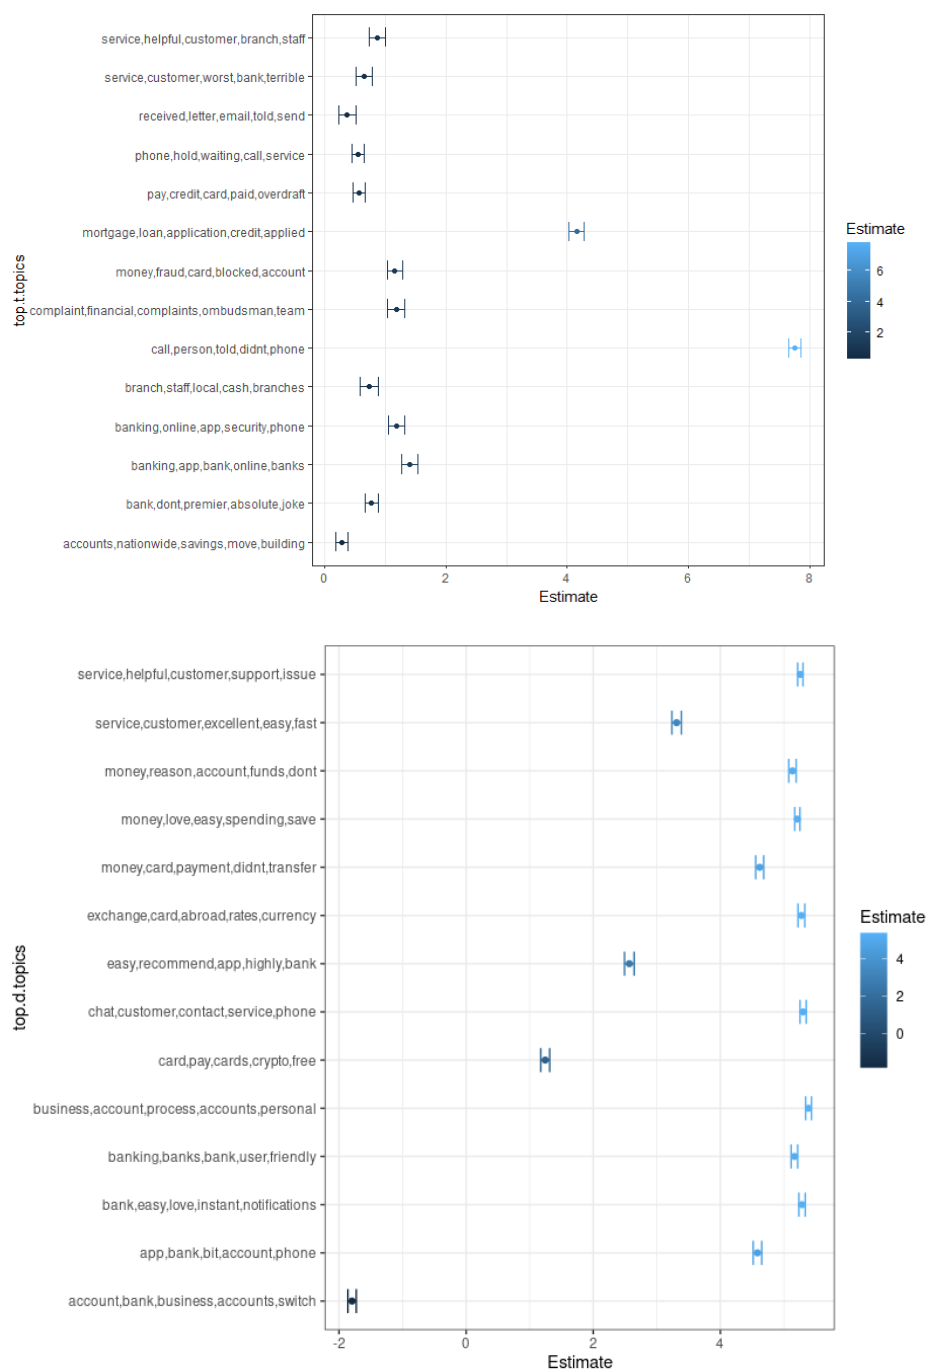 service,helpful,customer,branch,staff
service,customer,worst,bank,terrible
received,letter,email,told,send
phone,hold,waiting,call,service
pay,credit,card,paid,overdraft
mortgage,loan,application,credit,applied
money,fraud,card,blocked,account
complaint,financial,complaints,ombudsman,team
call,person,told,didnt,phone
branch,staff,local,cash,branches
banking,online,app,security,phone
banking,app,bank,online,banks
bank,dont,premier,absolute,joke
accounts,nationwide,savings,move,building
top.t.topics
0 2 4 6 8
Estimate
Estimate
6
4
2
service,helpful,customer,support,issue
service,customer,excellent,easy,fast
money,reason,account,funds,dont
money,love,easy,spending,save
money,card,payment,didnt,transfer
exchange,card,abroad,rates,currency
easy,recommend,app,highly,bank
chat,customer,contact,service,phone
card,pay,cards,crypto,free
business,account,process,accounts,personal
banking,banks,bank,user,friendly
bank,easy,love,instant,notifications
app,bank,bit,account,phone
account,bank,business,accounts,switch
top.d.topics
-2 0 2 4
Estimate
Estimate
4
2
0